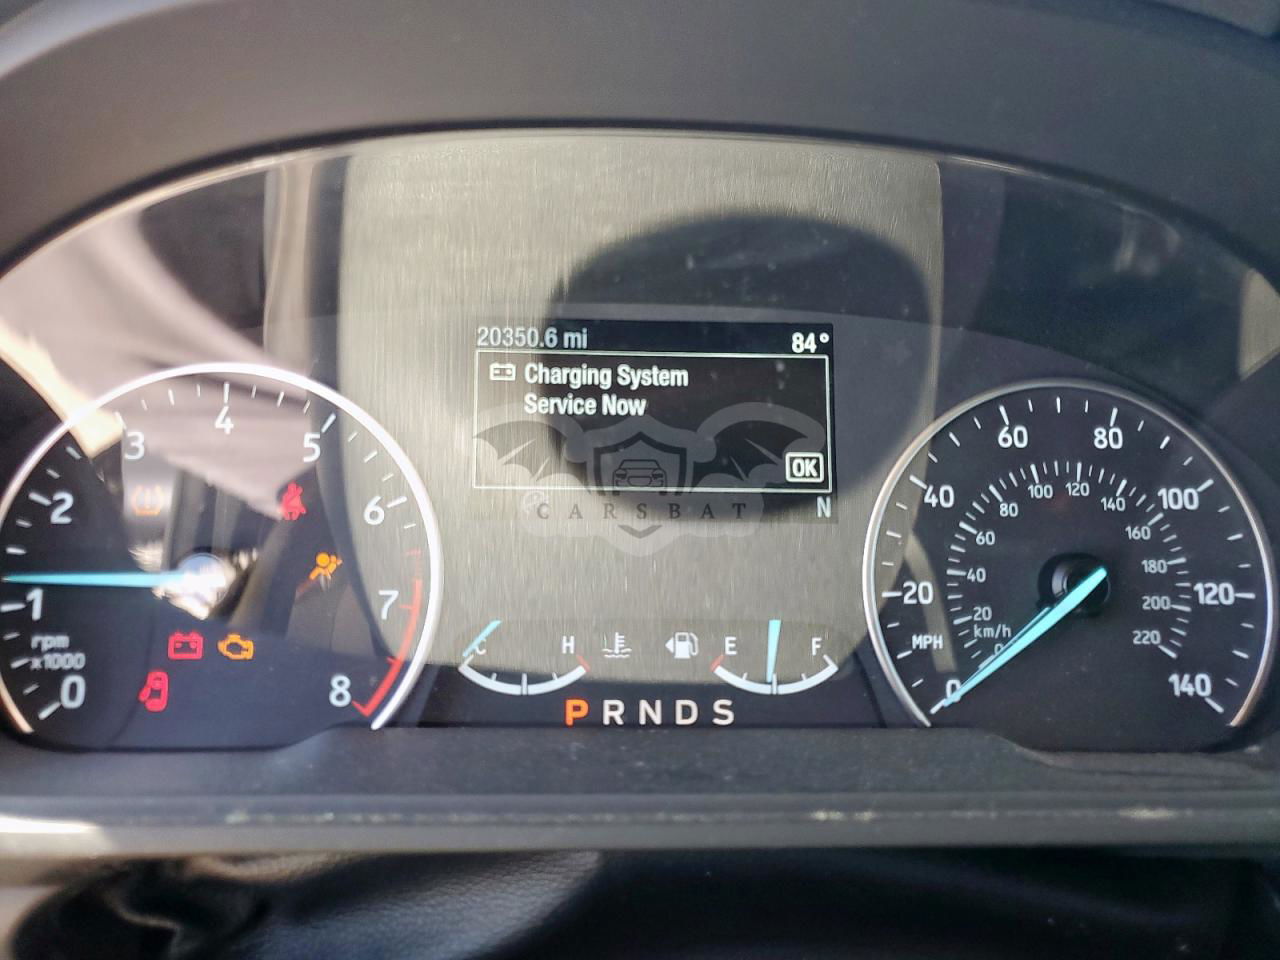 20350.6 mi 84°
Charging System
Service Now
OK
N
CARSBAT
0 1 2 3 4 5 6 7 8
rpm
x1000
C H E F
P R N D S
0 20 40 60 80 100 120 140
MPH
0 20 40 60 80 100 120 140 160 180 200 220
km/h